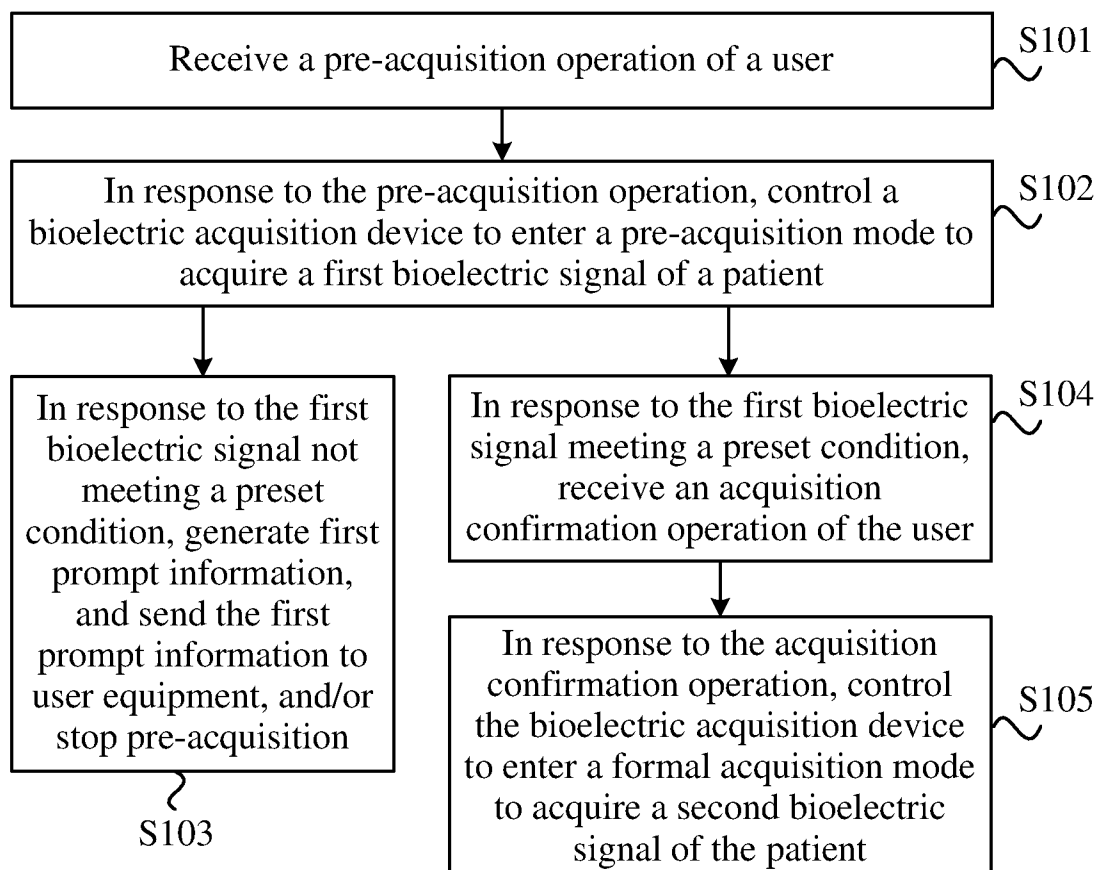 Receive a pre-acquisition operation of a user
S101
In response to the pre-acquisition operation, control a
bioelectric acquisition device to enter a pre-acquisition mode to
acquire a first bioelectric signal of a patient
S102
In response to the first
bioelectric signal not
meeting a preset
condition, generate first
prompt information,
and send the first
prompt information to
user equipment, and/or
stop pre-acquisition
S103
In response to the first bioelectric
signal meeting a preset condition,
receive an acquisition
confirmation operation of the user
S104
In response to the acquisition
confirmation operation, control
the bioelectric acquisition device
to enter a formal acquisition mode
to acquire a second bioelectric
signal of the patient
S105